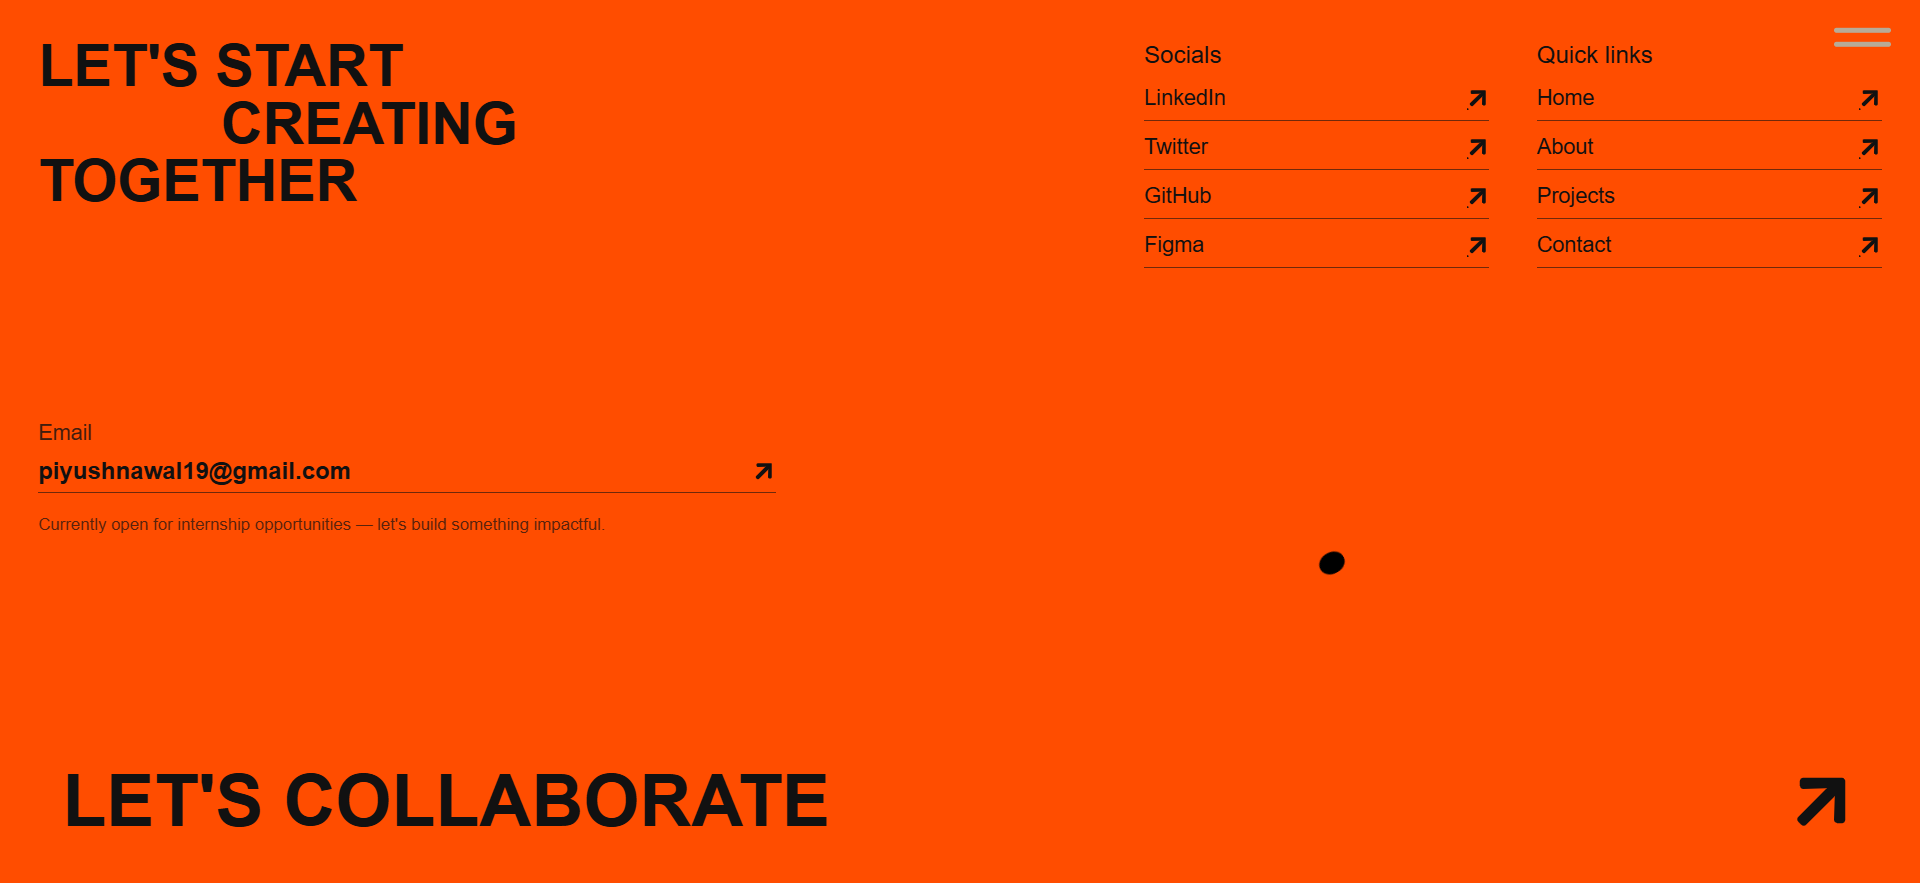 LET'S START
CREATING
TOGETHER
Socials
LinkedIn
Twitter
GitHub
Figma
Quick links
Home
About
Projects
Contact
Email
piyushnawal19@gmail.com
Currently open for internship opportunities — let's build something impactful.
LET'S COLLABORATE